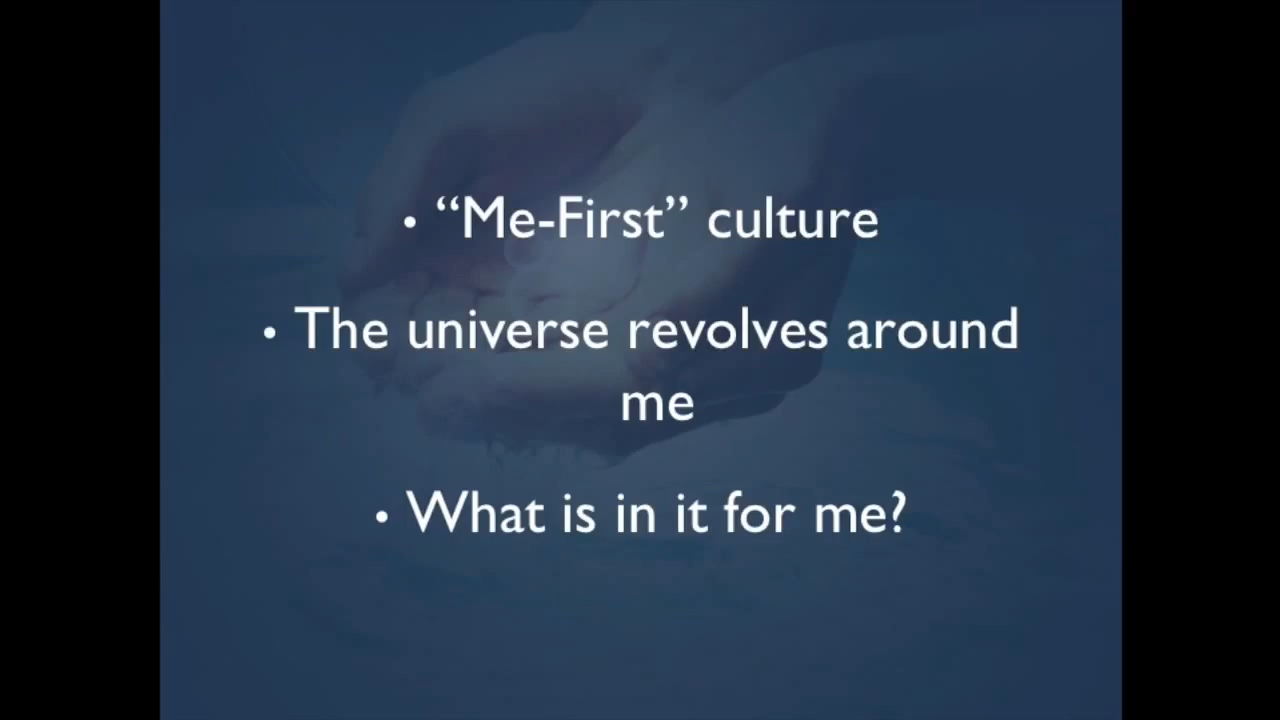 • “Me-First” culture
• The universe revolves around
me
• What is in it for me?